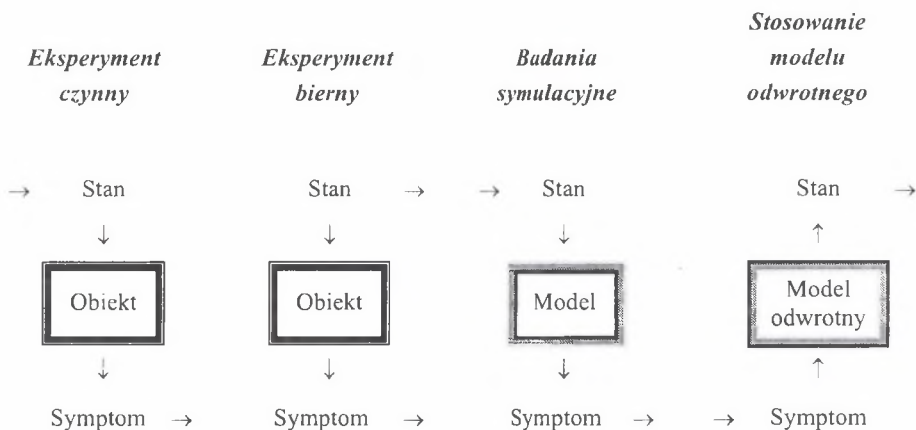 Eksperyment
czynny
Eksperyment
bierny
Badania
symulacyjne
Stosowanie
modelu
odwrotnego
→ Stan
↓
Obiekt
↓
Symptom →
Stan →
↓
Obiekt
↓
Symptom →
→ Stan
↓
Model
↓
Symptom →
Stan →
↑
Model
odwrotny
↑
→ Symptom